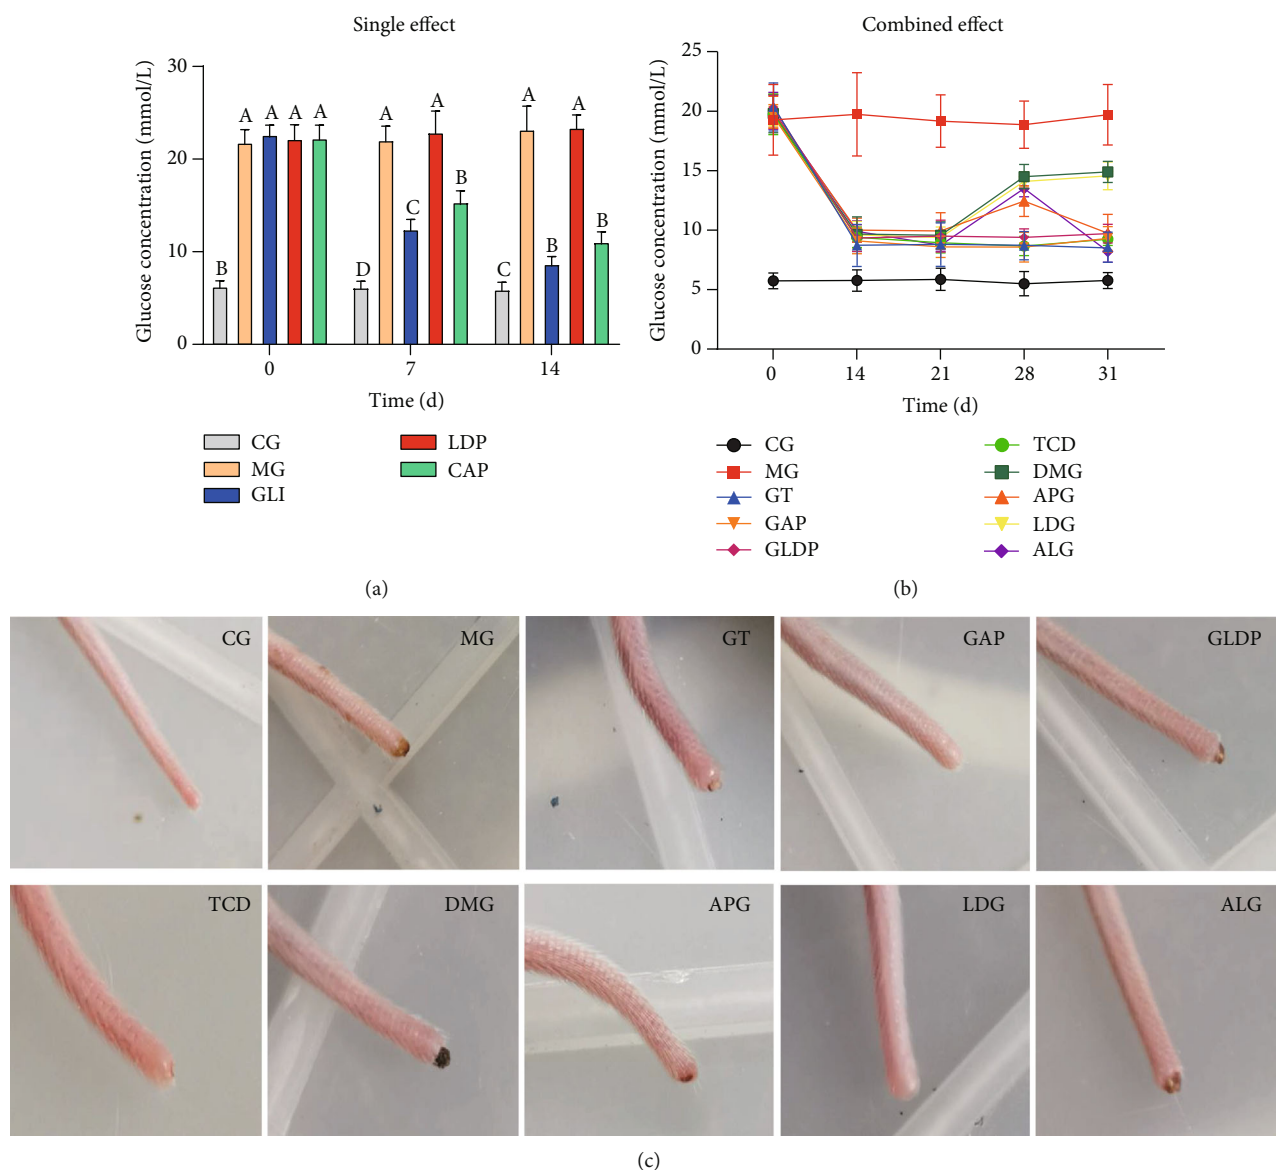 Single effect
Glucose concentration (mmol/L)
30
20
10
0
B A A A A
D A C A B
C A B A B
0 7 14
Time (d)
CG LDP
MG CAP
GLI
(a)
Combined effect
Glucose concentration (mmol/L)
25
20
15
10
5
0
0 14 21 28 31
Time (d)
CG TCD
MG DMG
GT APG
GAP LDG
GLDP ALG
(b)
CG MG GT GAP GLDP
TCD DMG APG LDG ALG
(c)